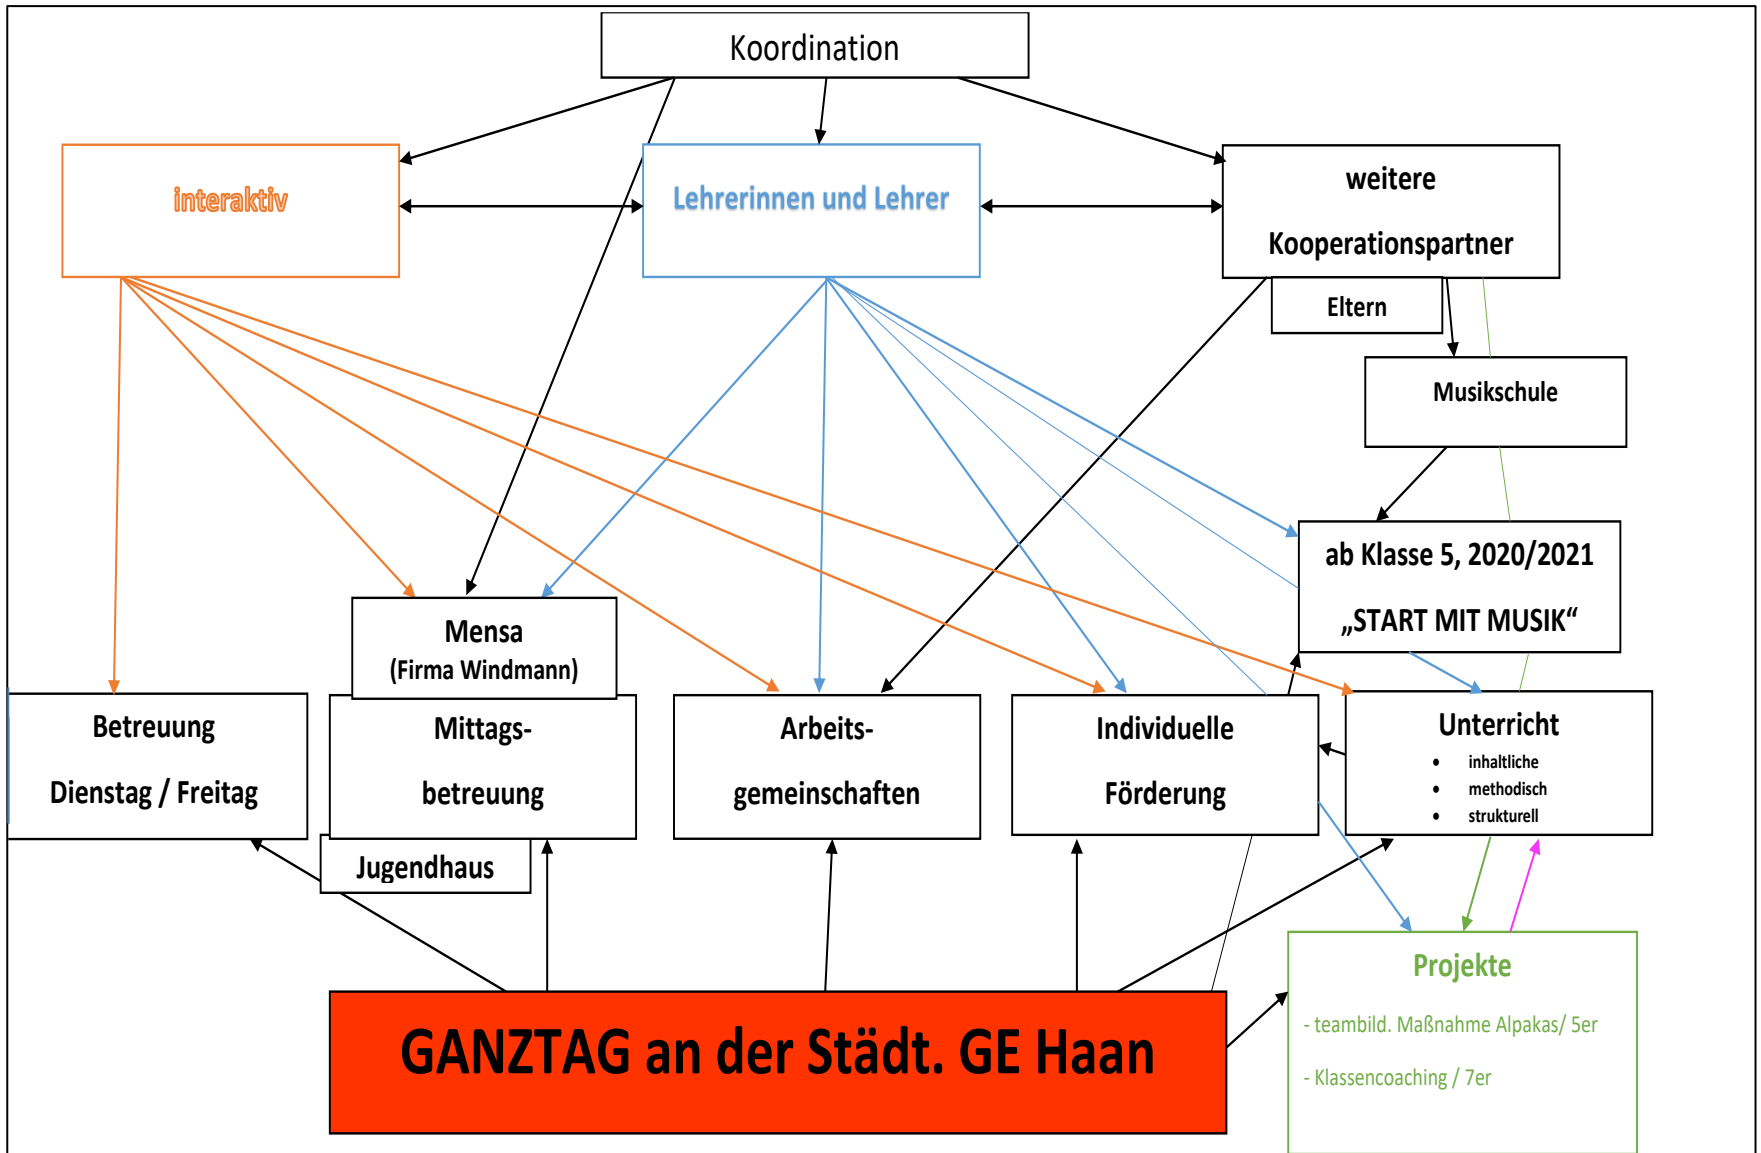 Koordination
interaktiv
Lehrerinnen und Lehrer
weitere
Kooperationspartner
Eltern
Musikschule
ab Klasse 5, 2020/2021
„START MIT MUSIK“
Mensa
(Firma Windmann)
Betreuung
Dienstag / Freitag
Mittags-
betreuung
Jugendhaus
Arbeits-
gemeinschaften
Individuelle
Förderung
Unterricht
• inhaltliche
• methodisch
• strukturell
GANZTAG an der Städt. GE Haan
Projekte
- teambild. Maßnahme Alpakas/ 5er
- Klassencoaching / 7er